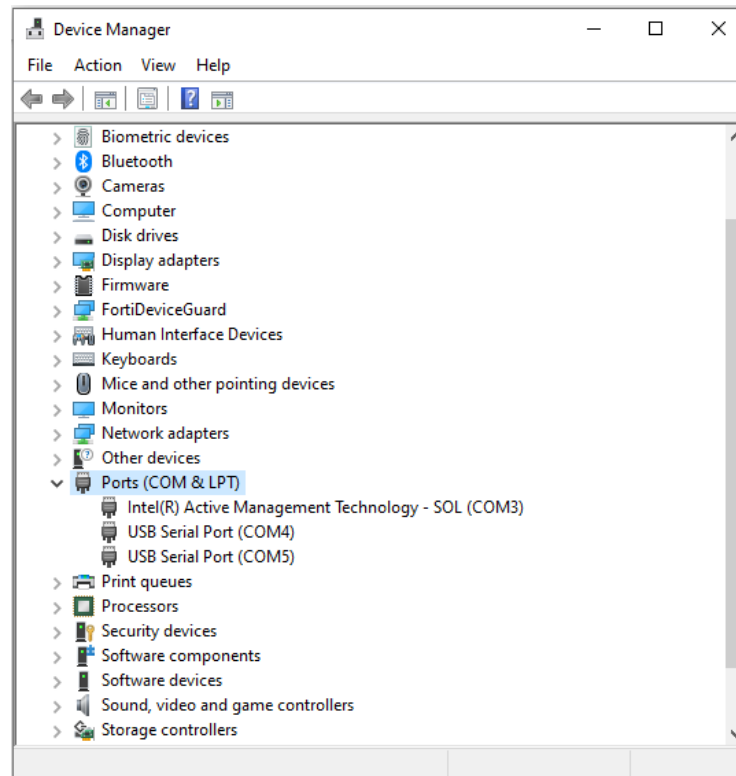 Device Manager
File Action View Help
Biometric devices
Bluetooth
Cameras
Computer
Disk drives
Display adapters
Firmware
FortiDeviceGuard
Human Interface Devices
Keyboards
Mice and other pointing devices
Monitors
Network adapters
Other devices
Ports (COM & LPT)
Intel(R) Active Management Technology - SOL (COM3)
USB Serial Port (COM4)
USB Serial Port (COM5)
Print queues
Processors
Security devices
Software components
Software devices
Sound, video and game controllers
Storage controllers